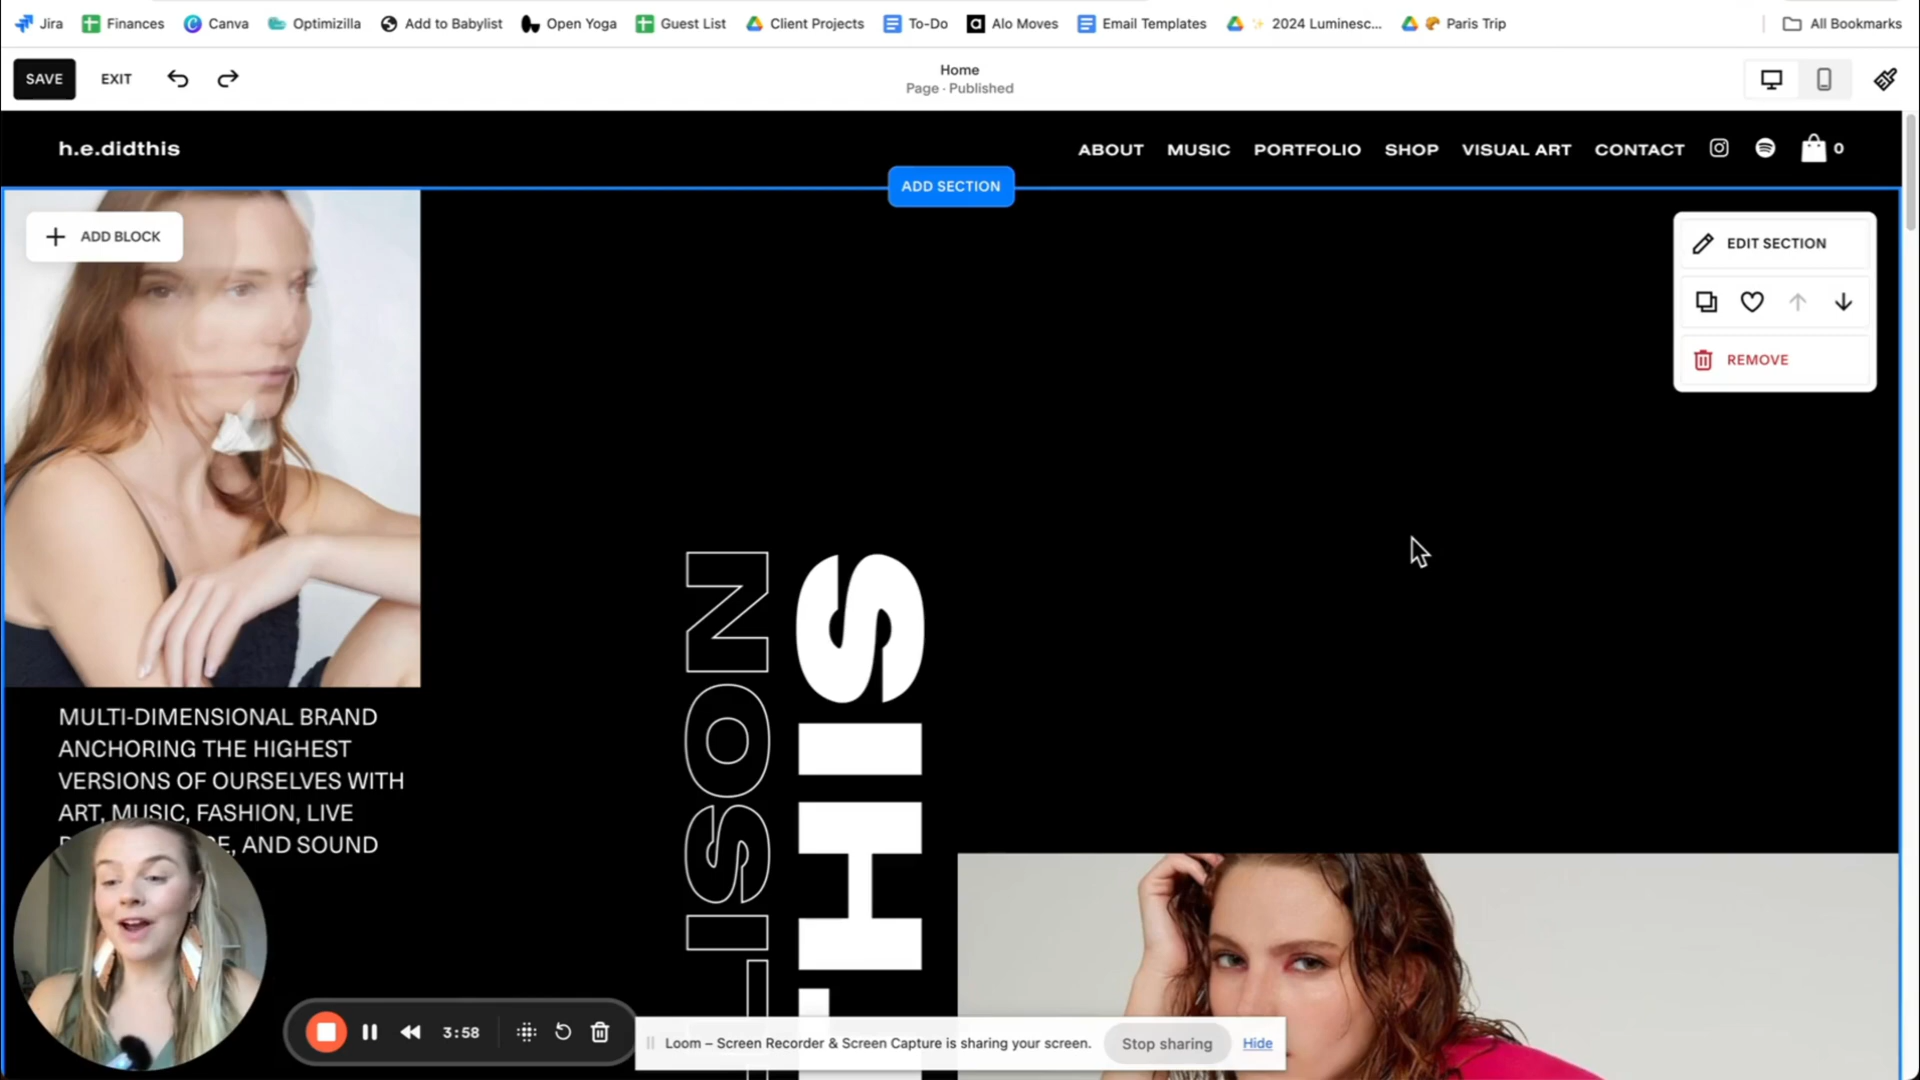 Jira
Finances
Canva
Optimizilla
Add to Babylist
Open Yoga
Guest List
Client Projects
To-Do
Alo Moves
Email Templates
2024 Luminesc...
Paris Trip
All Bookmarks
SAVE
EXIT
Home
Page · Published
h.e.didthis
ABOUT
MUSIC
PORTFOLIO
SHOP
VISUAL ART
CONTACT
0
ADD SECTION
ADD BLOCK
EDIT SECTION
REMOVE
MULTI-DIMENSIONAL BRAND
ANCHORING THE HIGHEST
VERSIONS OF OURSELVES WITH
ART, MUSIC, FASHION, LIVE
E, AND SOUND
LISON
THIS
3:58
Loom – Screen Recorder & Screen Capture is sharing your screen.
Stop sharing
Hide